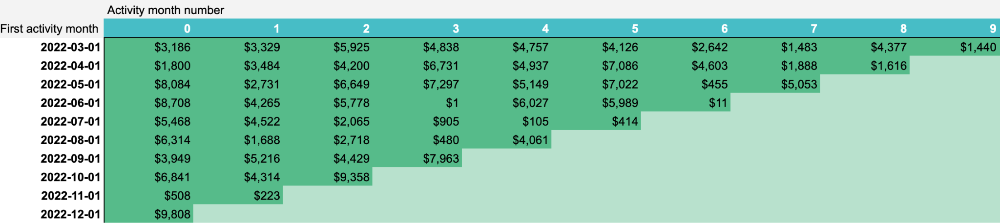 Activity month number
First activity month 0 1 2 3 4 5 6 7 8 9
2022-03-01 $3,186 $3,329 $5,925 $4,838 $4,757 $4,126 $2,642 $1,483 $4,377 $1,440
2022-04-01 $1,800 $3,484 $4,200 $6,731 $4,937 $7,086 $4,603 $1,888 $1,616
2022-05-01 $8,084 $2,731 $6,649 $7,297 $5,149 $7,022 $455 $5,053
2022-06-01 $8,708 $4,265 $5,778 $1 $6,027 $5,989 $11
2022-07-01 $5,468 $4,522 $2,065 $905 $105 $414
2022-08-01 $6,314 $1,688 $2,718 $480 $4,061
2022-09-01 $3,949 $5,216 $4,429 $7,963
2022-10-01 $6,841 $4,314 $9,358
2022-11-01 $508 $223
2022-12-01 $9,808